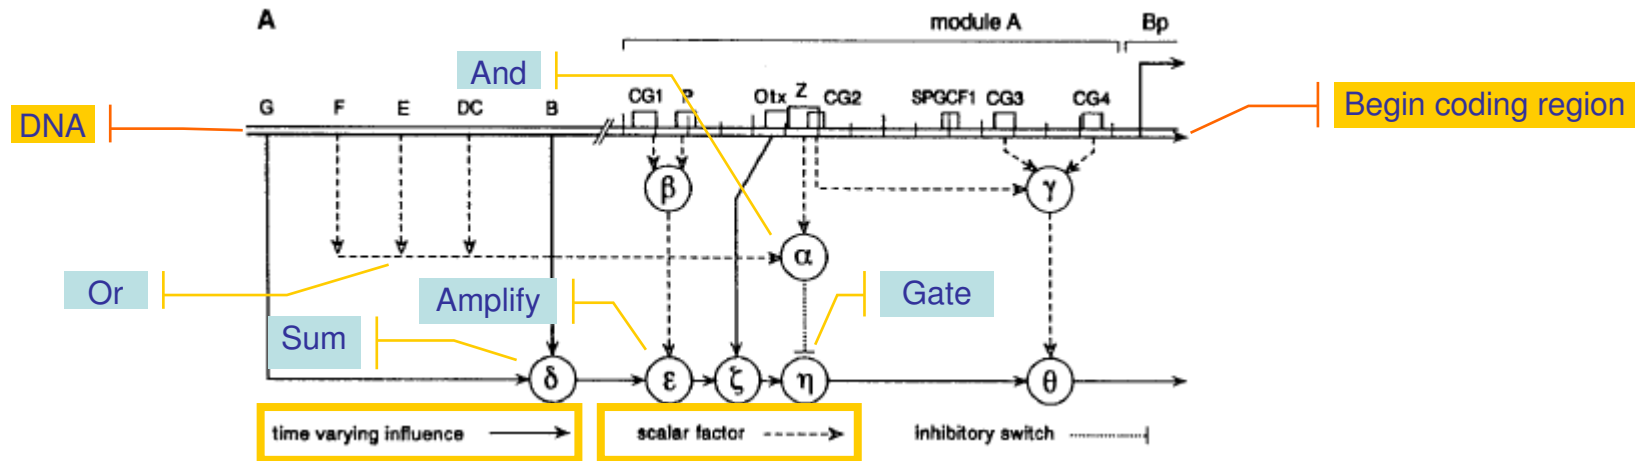 A
module A
Bp
And
G F E DC B CG1 P Otx Z CG2 SPGCF1 CG3 CG4
DNA
Begin coding region
β
γ
α
Or
Amplify
Gate
Sum
δ ε ζ η θ
time varying influence
scalar factor
inhibitory switch